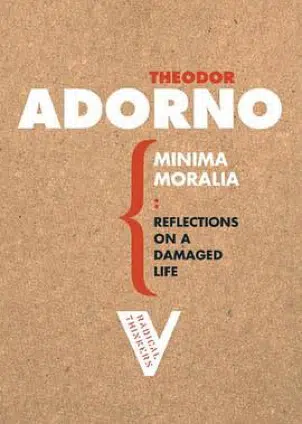 THEODOR
ADORNO
MINIMA
MORALIA
:
REFLECTIONS
ON A
DAMAGED
LIFE
RADICAL
THINKERS
V